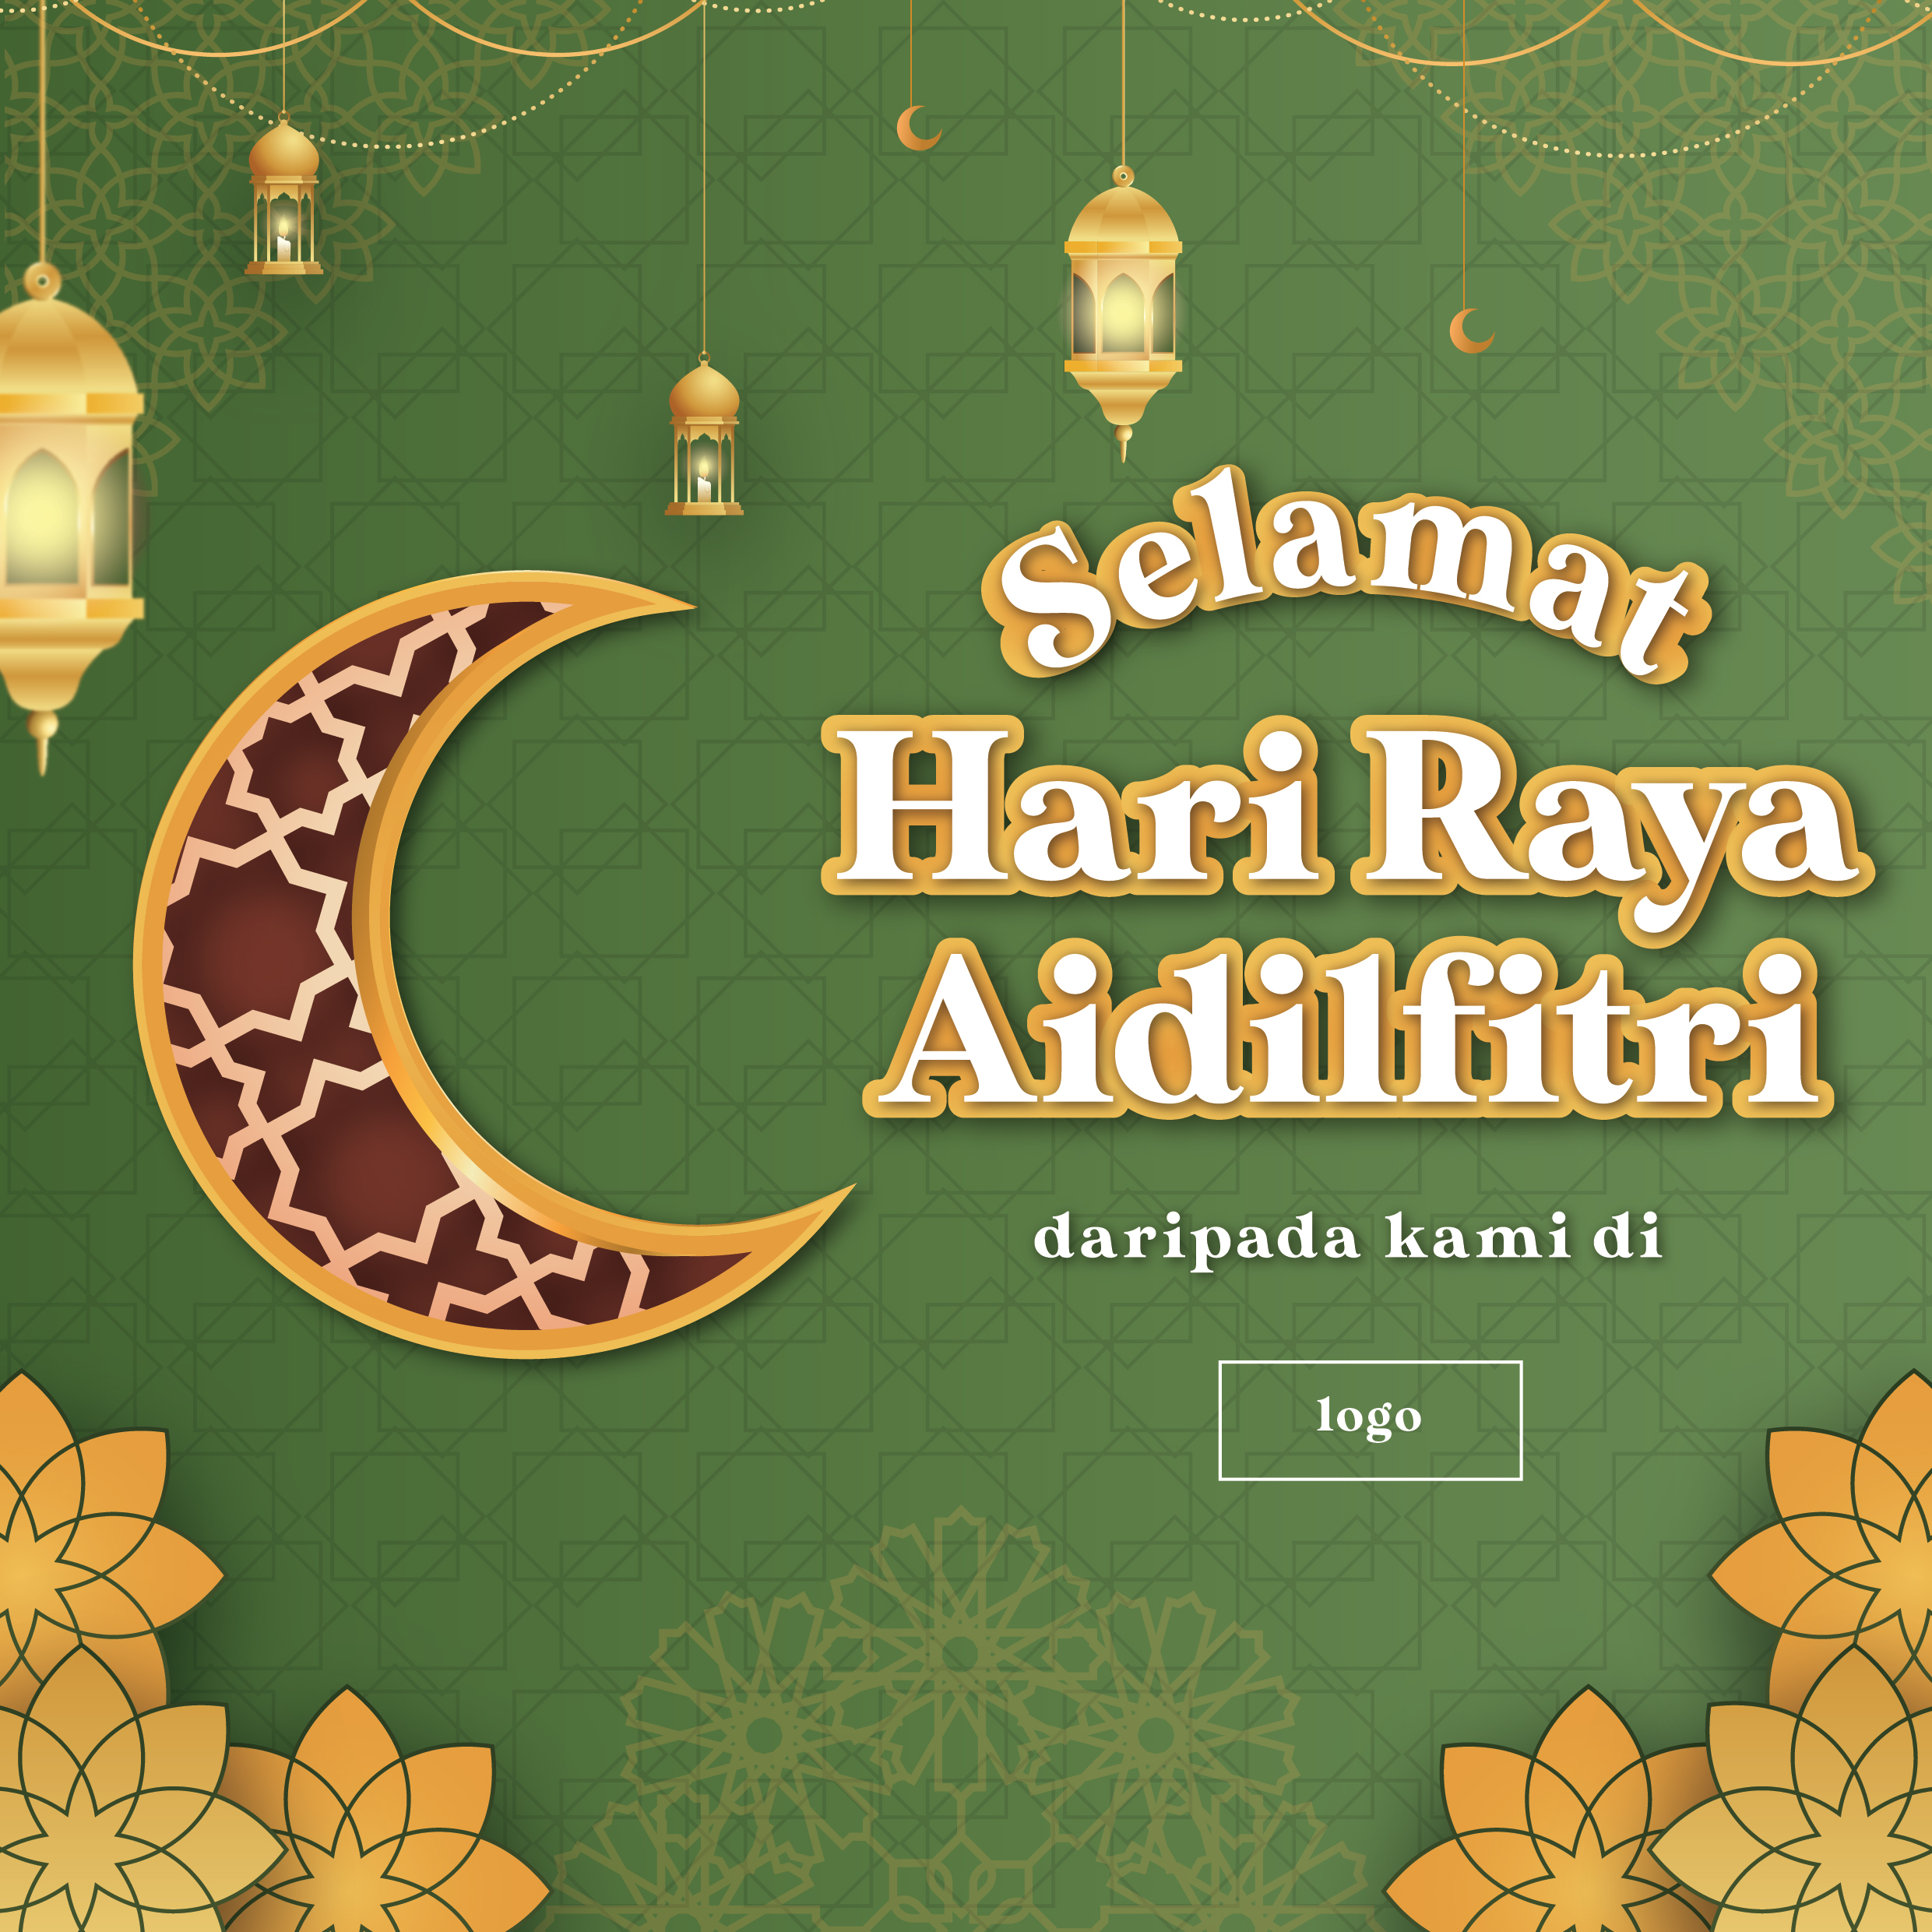 Selamat
Hari Raya
Aidilfitri
daripada kami di
logo